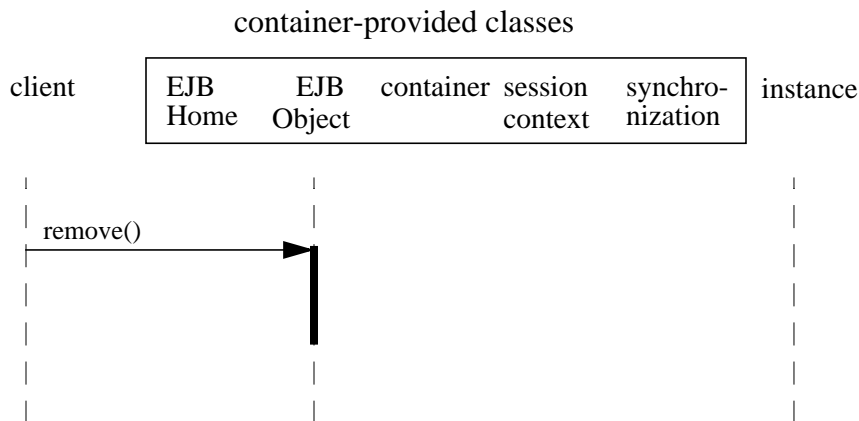 container-provided classes
client EJB EJB container session synchro- instance
Home Object context nization
remove()